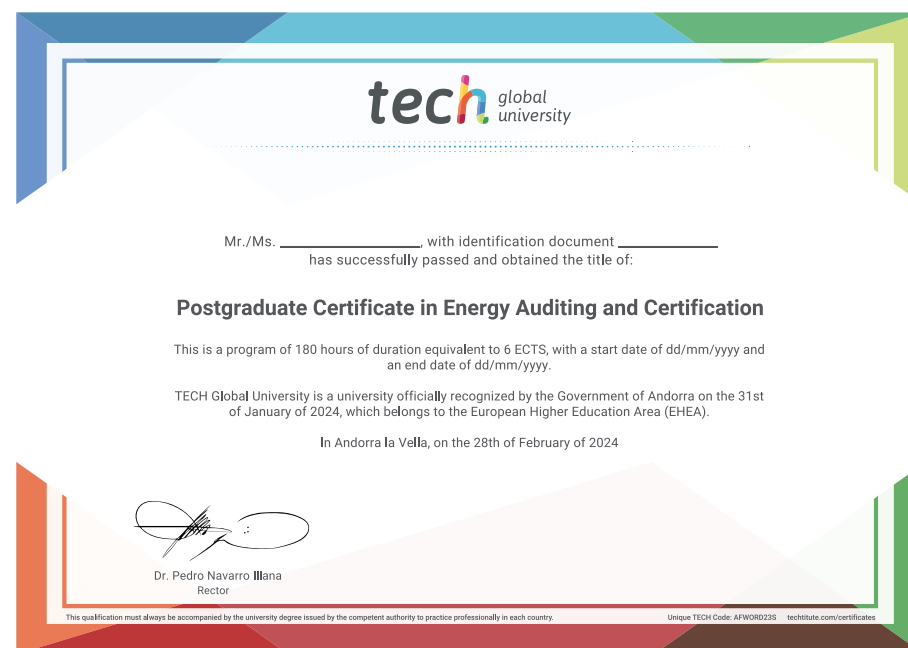 tech global
university
Mr./Ms. ____________, with identification document ____________
has successfully passed and obtained the title of:
Postgraduate Certificate in Energy Auditing and Certification
This is a program of 180 hours of duration equivalent to 6 ECTS, with a start date of dd/mm/yyyy and
an end date of dd/mm/yyyy.
TECH Global University is a university officially recognized by the Government of Andorra on the 31st
of January of 2024, which belongs to the European Higher Education Area (EHEA).
In Andorra la Vella, on the 28th of February of 2024
Dr. Pedro Navarro Illana
Rector
This qualification must always be accompanied by the university degree issued by the competent authority to practice professionally in each country. Unique TECH Code: AFWORD23S techtitute.com/certificates